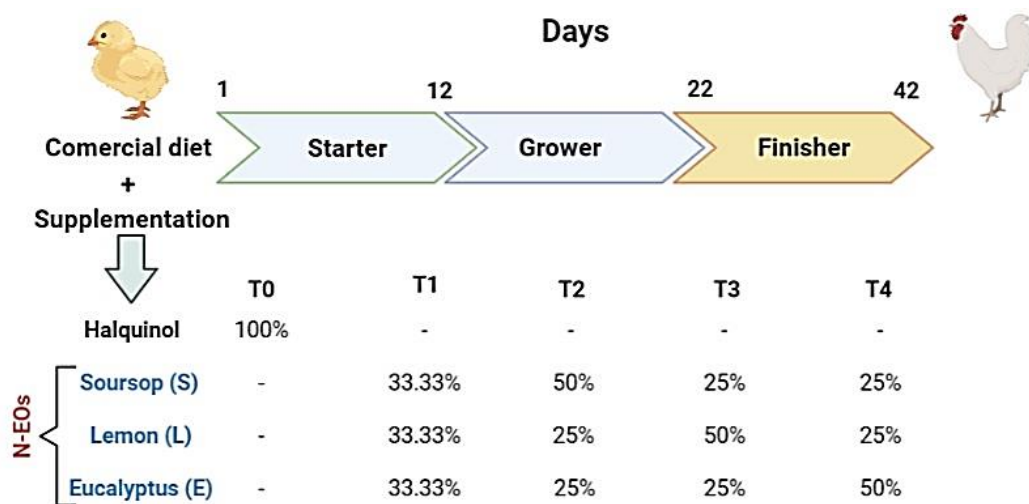 Days
1 12 22 42
Comercial diet
+
Supplementation
Starter Grower Finisher
T0 T1 T2 T3 T4
Halquinol 100% - - - -
N-EOs
Soursop (S) - 33.33% 50% 25% 25%
Lemon (L) - 33.33% 25% 50% 25%
Eucalyptus (E) - 33.33% 25% 25% 50%